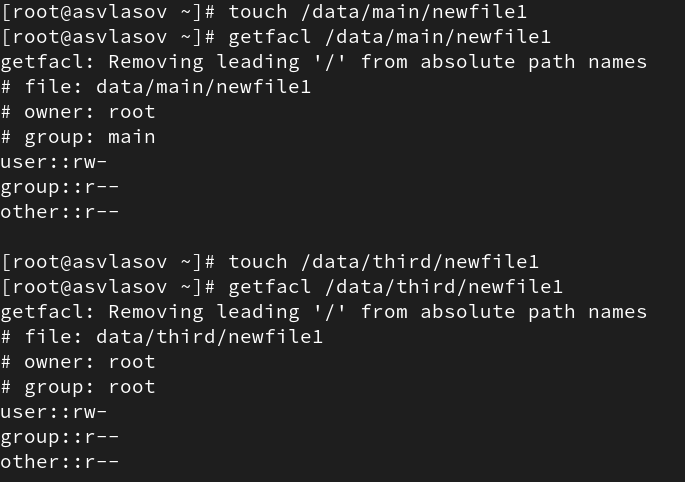 [root@asvlasov ~]# touch /data/main/newfile1
[root@asvlasov ~]# getfacl /data/main/newfile1
getfacl: Removing leading '/' from absolute path names
# file: data/main/newfile1
# owner: root
# group: main
user::rw-
group::r--
other::r--
[root@asvlasov ~]# touch /data/third/newfile1
[root@asvlasov ~]# getfacl /data/third/newfile1
getfacl: Removing leading '/' from absolute path names
# file: data/third/newfile1
# owner: root
# group: root
user::rw-
group::r--
other::r--